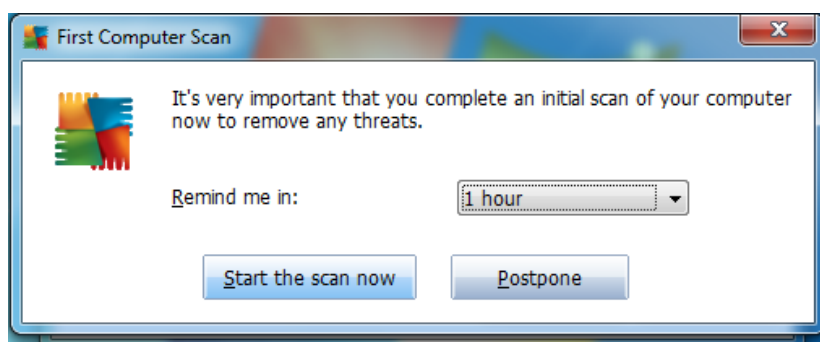 First Computer Scan
It's very important that you complete an initial scan of your computer
now to remove any threats.
Remind me in:
1 hour
Start the scan now
Postpone